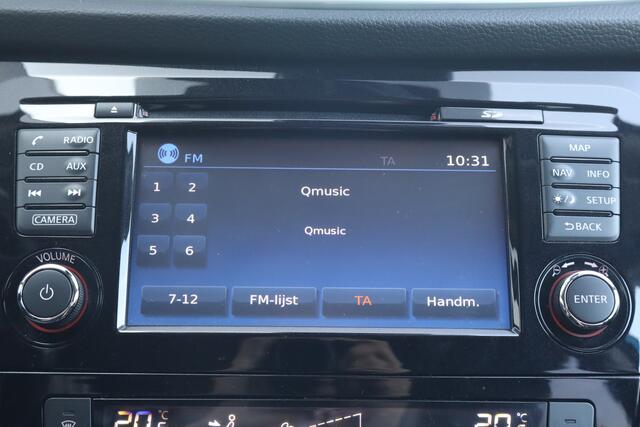 SD
RADIO
CD AUX
CAMERA
VOLUME
FM TA 10:31
1 2
Qmusic
3 4
Qmusic
5 6
7-12 FM-lijst TA Handm.
MAP
NAV INFO
SETUP
BACK
ENTER
20 °C
20 °C